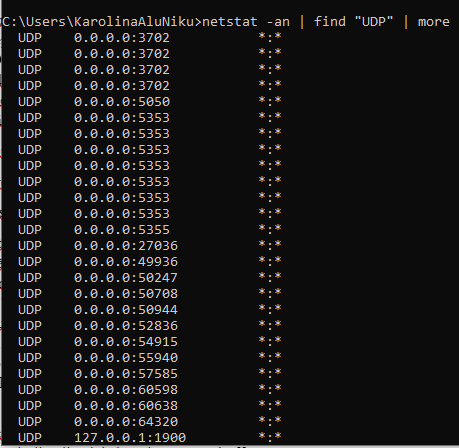 C:\Users\KarolinaAluNiku>netstat -an | find "UDP" | more
UDP 0.0.0.0:3702 *:*
UDP 0.0.0.0:3702 *:*
UDP 0.0.0.0:3702 *:*
UDP 0.0.0.0:3702 *:*
UDP 0.0.0.0:5050 *:*
UDP 0.0.0.0:5353 *:*
UDP 0.0.0.0:5353 *:*
UDP 0.0.0.0:5353 *:*
UDP 0.0.0.0:5353 *:*
UDP 0.0.0.0:5353 *:*
UDP 0.0.0.0:5353 *:*
UDP 0.0.0.0:5353 *:*
UDP 0.0.0.0:5355 *:*
UDP 0.0.0.0:27036 *:*
UDP 0.0.0.0:49936 *:*
UDP 0.0.0.0:50247 *:*
UDP 0.0.0.0:50708 *:*
UDP 0.0.0.0:50944 *:*
UDP 0.0.0.0:52836 *:*
UDP 0.0.0.0:54915 *:*
UDP 0.0.0.0:55940 *:*
UDP 0.0.0.0:57585 *:*
UDP 0.0.0.0:60598 *:*
UDP 0.0.0.0:60638 *:*
UDP 0.0.0.0:64320 *:*
UDP 127.0.0.1:1900 *:*